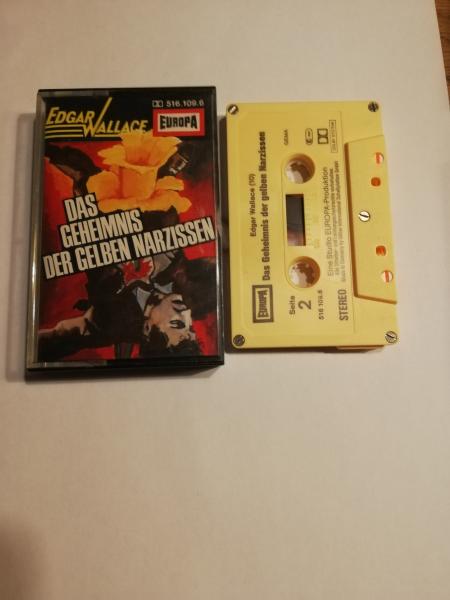 EDGAR
WALLACE
516.109.6
EUROPA
DAS
GEHEIMNIS
DER GELBEN NARZISSEN
GEMA
Edgar Wallace (10)
Das Geheimnis der gelben Narzissen
EUROPA
Seite
2
516 109.6
Eine Studio EUROPA-Produktion
STEREO